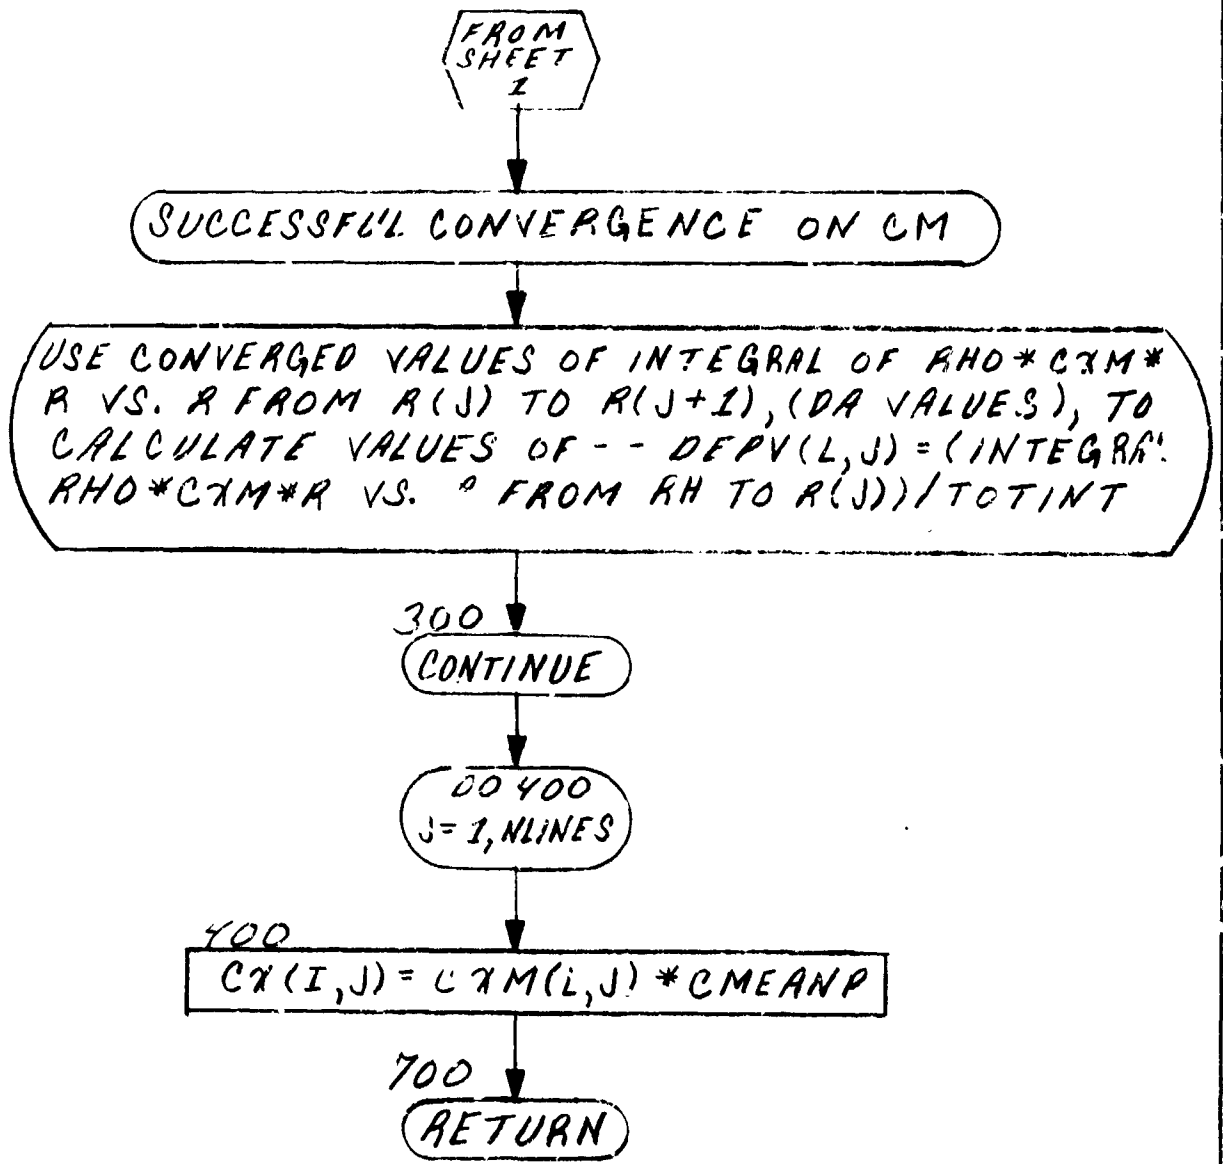 FROM
SHEET
1
SUCCESSFUL CONVERGENCE ON CM
USE CONVERGED VALUES OF INTEGRAL OF RHO*CXM*
R VS. R FROM R(J) TO R(J+1),(DA VALUES), TO
CALCULATE VALUES OF -- DEPV(L,J)=(INTEGRAL
RHO*CXM*R VS. R FROM RH TO R(J))/TOTINT
300
CONTINUE
DO 400
J=1,NLINES
400
CX(I,J)=CXM(L,J)*CMEANP
700
RETURN